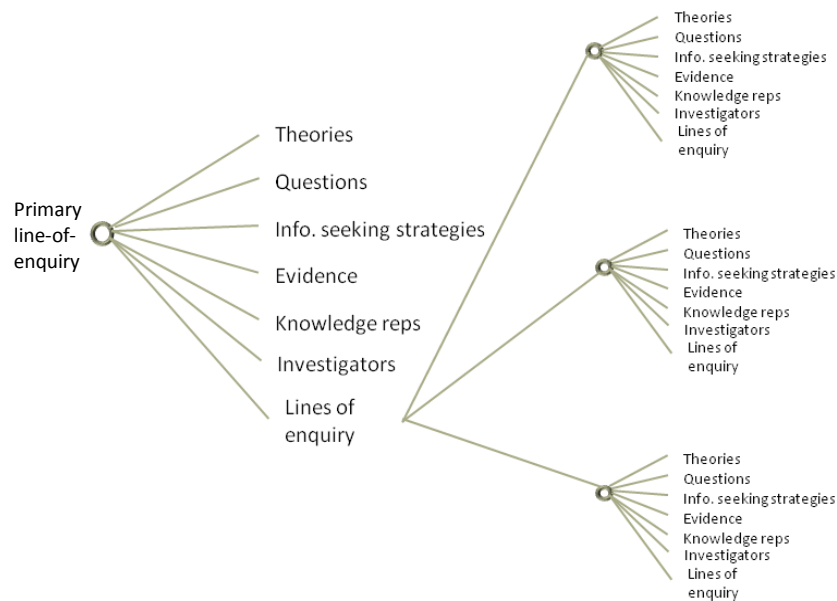 Primary
line-of-
enquiry
Theories
Questions
Info. seeking strategies
Evidence
Knowledge reps
Investigators
Lines of
enquiry
Theories
Questions
Info. seeking strategies
Evidence
Knowledge reps
Investigators
Lines of
enquiry
Theories
Questions
Info. seeking strategies
Evidence
Knowledge reps
Investigators
Lines of
enquiry
Theories
Questions
Info. seeking strategies
Evidence
Knowledge reps
Investigators
Lines of
enquiry